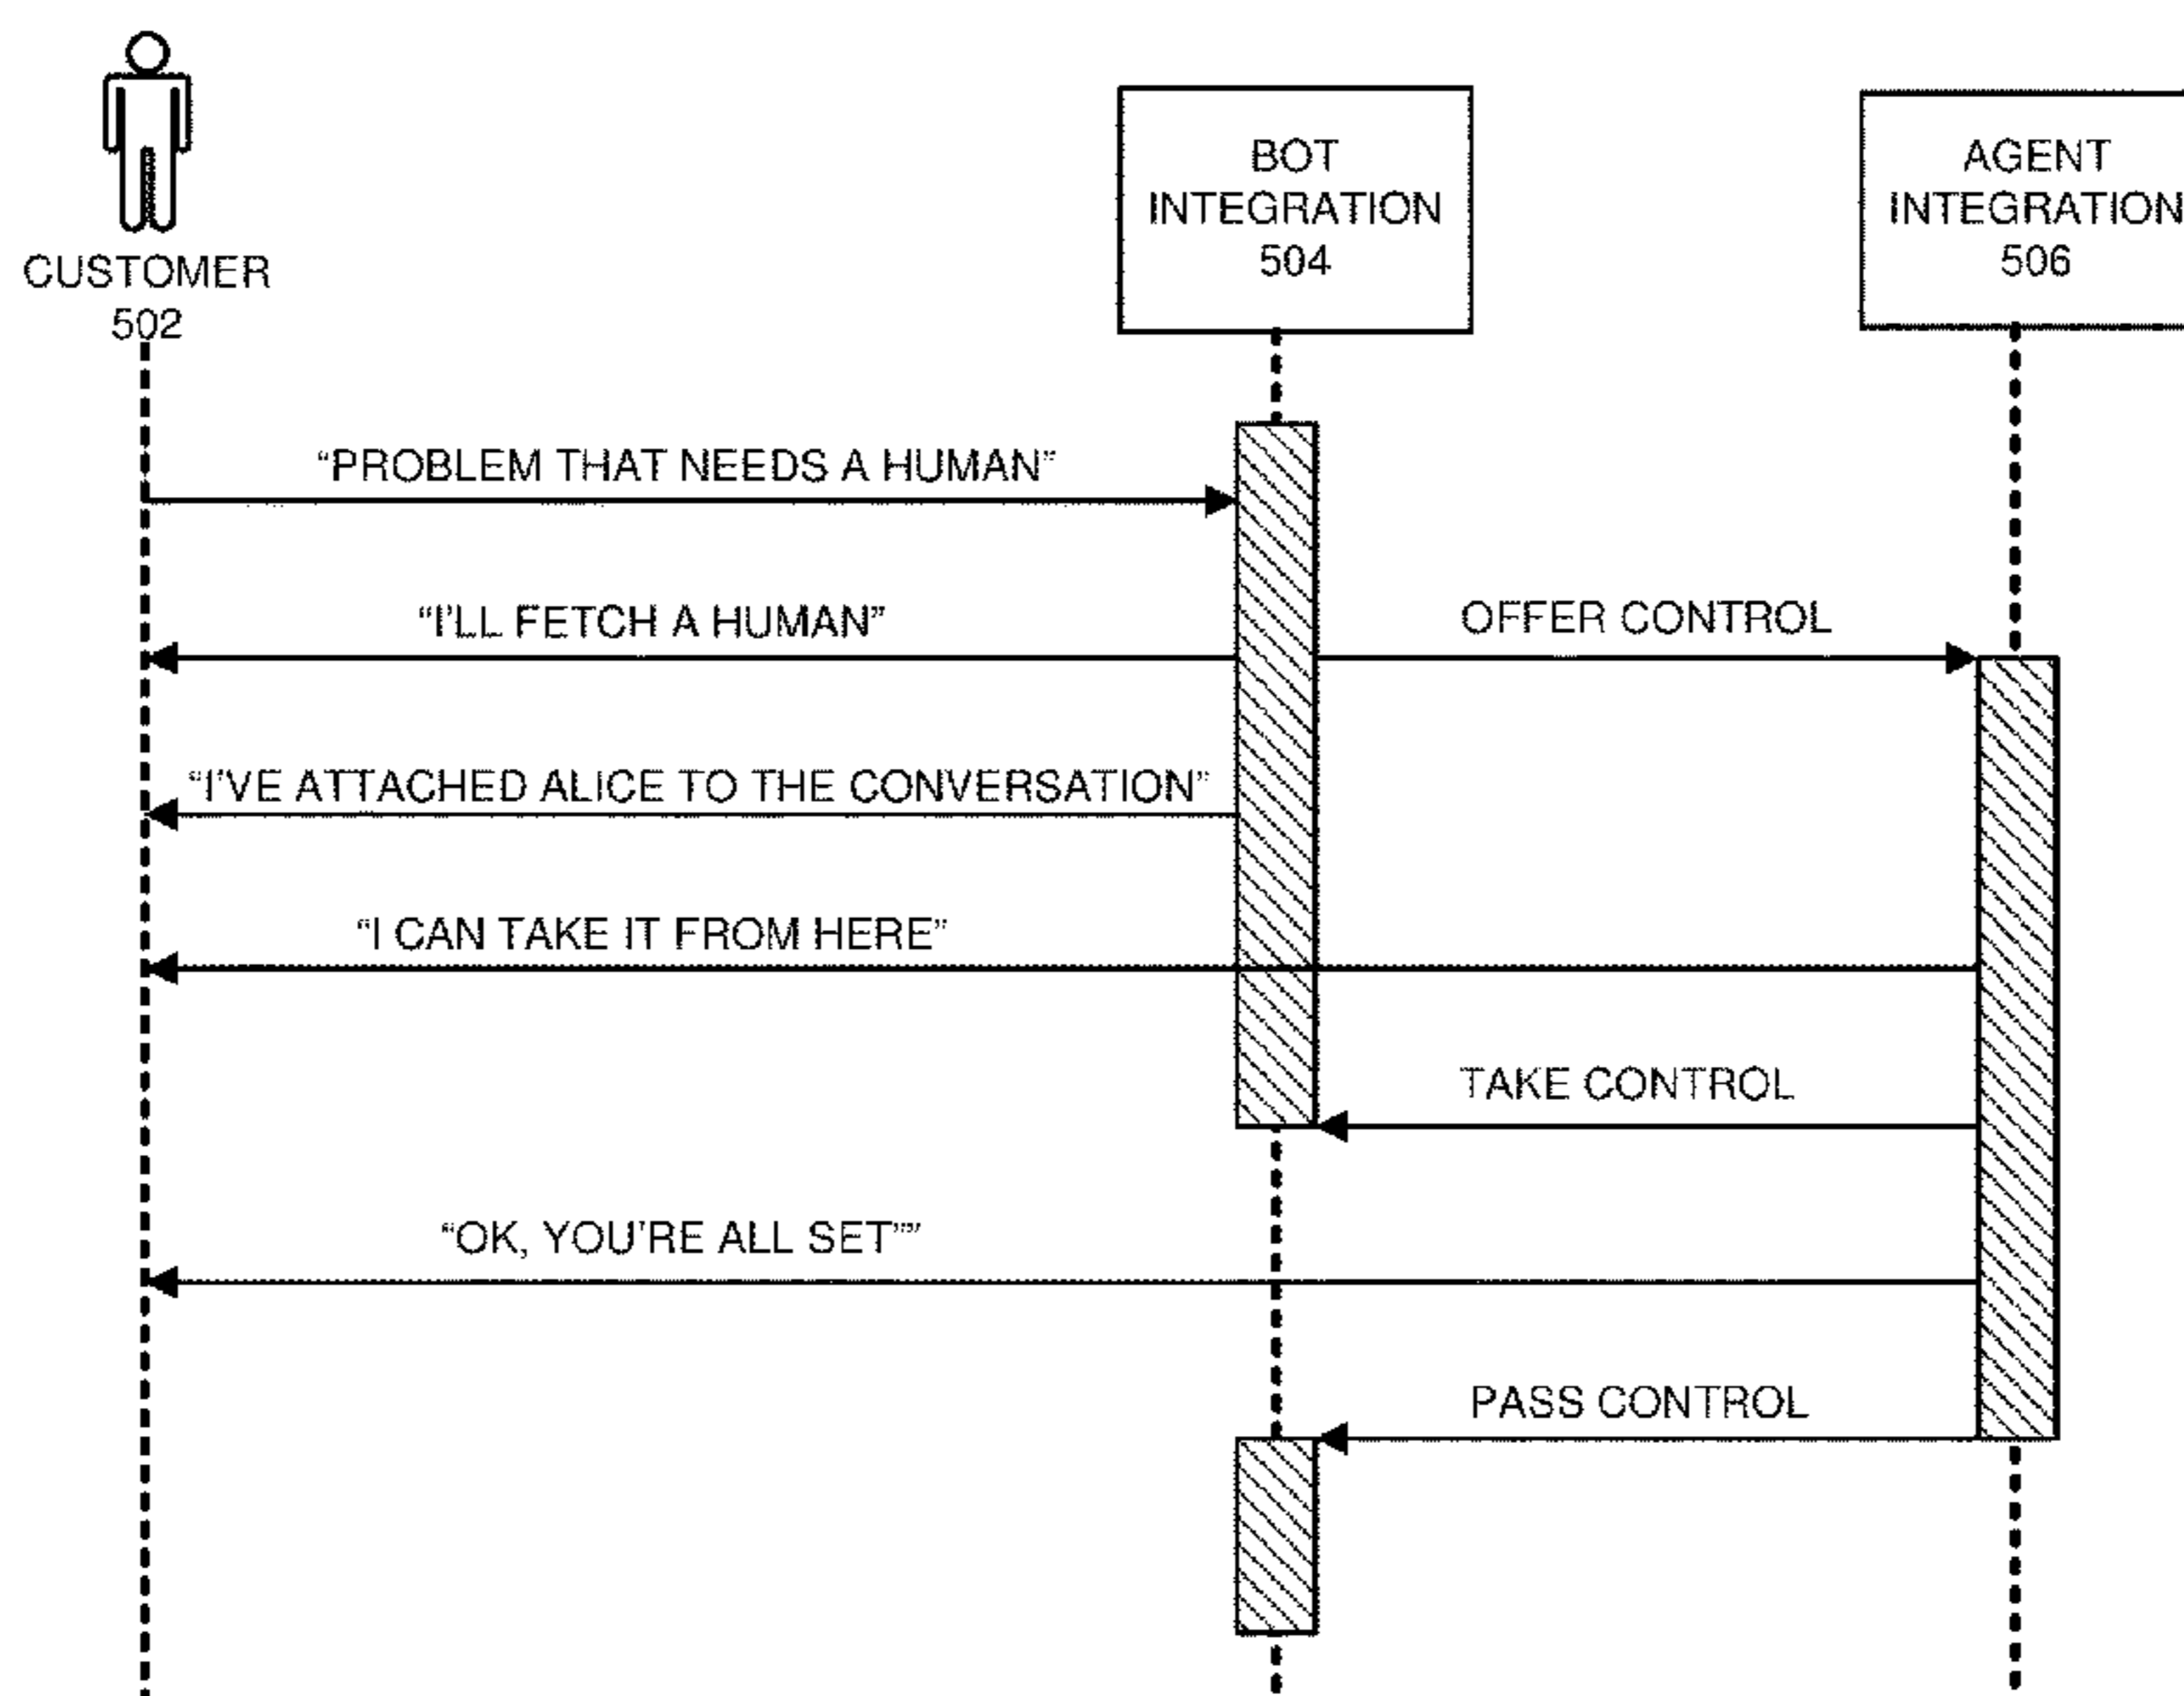 CUSTOMER
502
BOT
INTEGRATION
504
AGENT
INTEGRATION
506
“PROBLEM THAT NEEDS A HUMAN”
“I’LL FETCH A HUMAN”
OFFER CONTROL
“I’VE ATTACHED ALICE TO THE CONVERSATION”
“I CAN TAKE IT FROM HERE”
TAKE CONTROL
“OK, YOU’RE ALL SET””
PASS CONTROL